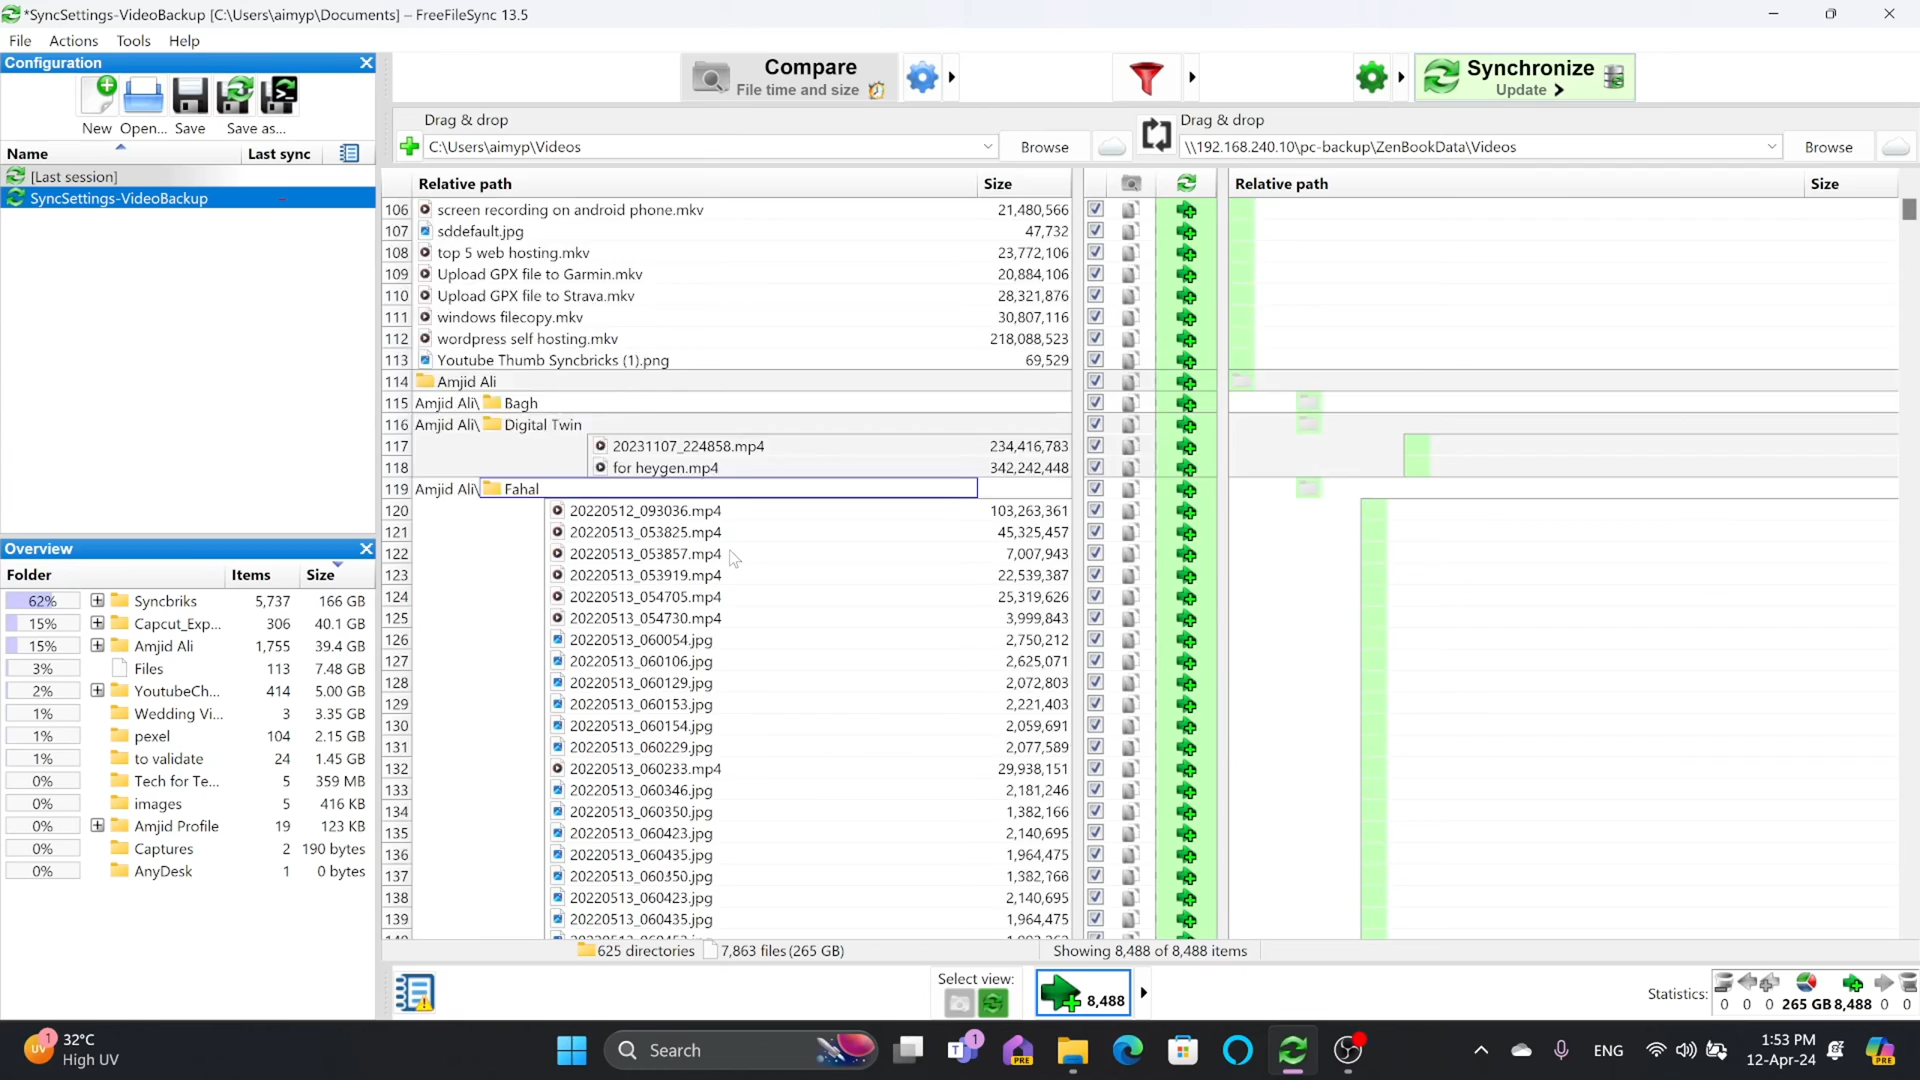 *SyncSettings-VideoBackup [C:\Users\aimyp\Documents] – FreeFileSync 13.5
File Actions Tools Help
Configuration
New Open... Save Save as...
Name Last sync
[Last session]
SyncSettings-VideoBackup –
Compare
File time and size
Synchronize
Update
Drag & drop
C:\Users\aimyp\Videos Browse
Drag & drop
\\192.168.240.10\pc-backup\ZenBookData\Videos Browse
Relative path Size Relative path Size
106 screen recording on android phone.mkv 21,480,566
107 sddefault.jpg 47,732
108 top 5 web hosting.mkv 23,772,106
109 Upload GPX file to Garmin.mkv 20,884,106
110 Upload GPX file to Strava.mkv 28,321,876
111 windows filecopy.mkv 30,807,116
112 wordpress self hosting.mkv 218,088,523
113 Youtube Thumb Syncbricks (1).png 69,529
114 Amjid Ali
115 Amjid Ali\ Bagh
116 Amjid Ali\ Digital Twin
117 20231107_224858.mp4 234,416,783
118 for heygen.mp4 342,242,448
119 Amjid Ali\ Fahal
120 20220512_093036.mp4 103,263,361
121 20220513_053825.mp4 45,325,457
122 20220513_053857.mp4 7,007,943
123 20220513_053919.mp4 22,539,387
124 20220513_054705.mp4 25,319,626
125 20220513_054730.mp4 3,999,843
126 20220513_060054.jpg 2,750,212
127 20220513_060106.jpg 2,625,071
128 20220513_060129.jpg 2,072,803
129 20220513_060153.jpg 2,221,403
130 20220513_060154.jpg 2,059,691
131 20220513_060229.jpg 2,077,589
132 20220513_060233.mp4 29,938,151
133 20220513_060346.jpg 2,181,246
134 20220513_060350.jpg 1,382,166
135 20220513_060423.jpg 2,140,695
136 20220513_060435.jpg 1,964,475
137 20220513_060350.jpg 1,382,166
138 20220513_060423.jpg 2,140,695
139 20220513_060435.jpg 1,964,475
Overview
Folder Items Size
62% Syncbriks 5,737 166 GB
15% Capcut_Exp... 306 40.1 GB
15% Amjid Ali 1,755 39.4 GB
3% Files 113 7.48 GB
2% YoutubeCh... 414 5.00 GB
1% Wedding Vi... 3 3.35 GB
1% pexel 104 2.15 GB
1% to validate 24 1.45 GB
0% Tech for Te... 5 359 MB
0% images 5 416 KB
0% Amjid Profile 19 123 KB
0% Captures 2 190 bytes
0% AnyDesk 1 0 bytes
625 directories 7,863 files (265 GB) Showing 8,488 of 8,488 items
Select view: 8,488
Statistics: 0 0 0 265 GB 8,488 0 0
32°C
High UV
UV 1
Search
T 1
PRE
ENG
1:53 PM
12-Apr-24
PRE